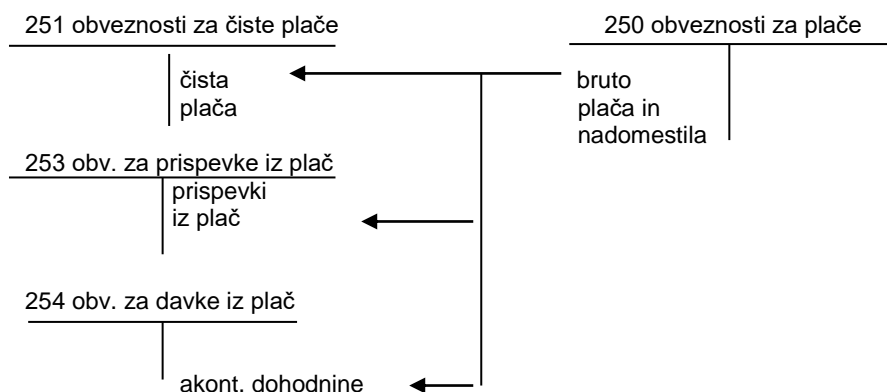 251 obveznosti za čiste plače
250 obveznosti za plače
čista
plača
bruto
plača in
nadomestila
253 obv. za prispevke iz plač
prispevki
iz plač
254 obv. za davke iz plač
akont. dohodnine